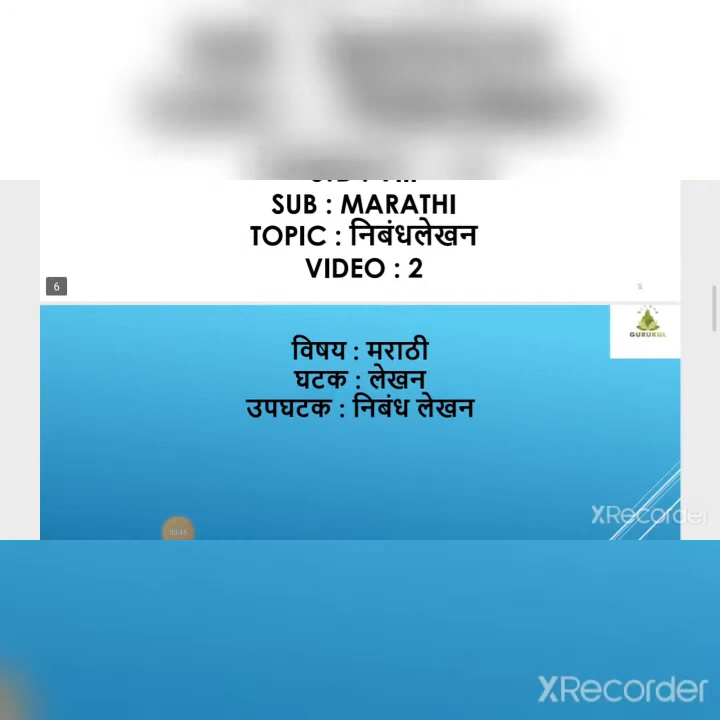 SUB : MARATHI
TOPIC : निबंधलेखन
VIDEO : 2
6
GURUKUL
विषय : मराठी
घटक : लेखन
उपघटक : निबंध लेखन
XRecorder
XRecorder